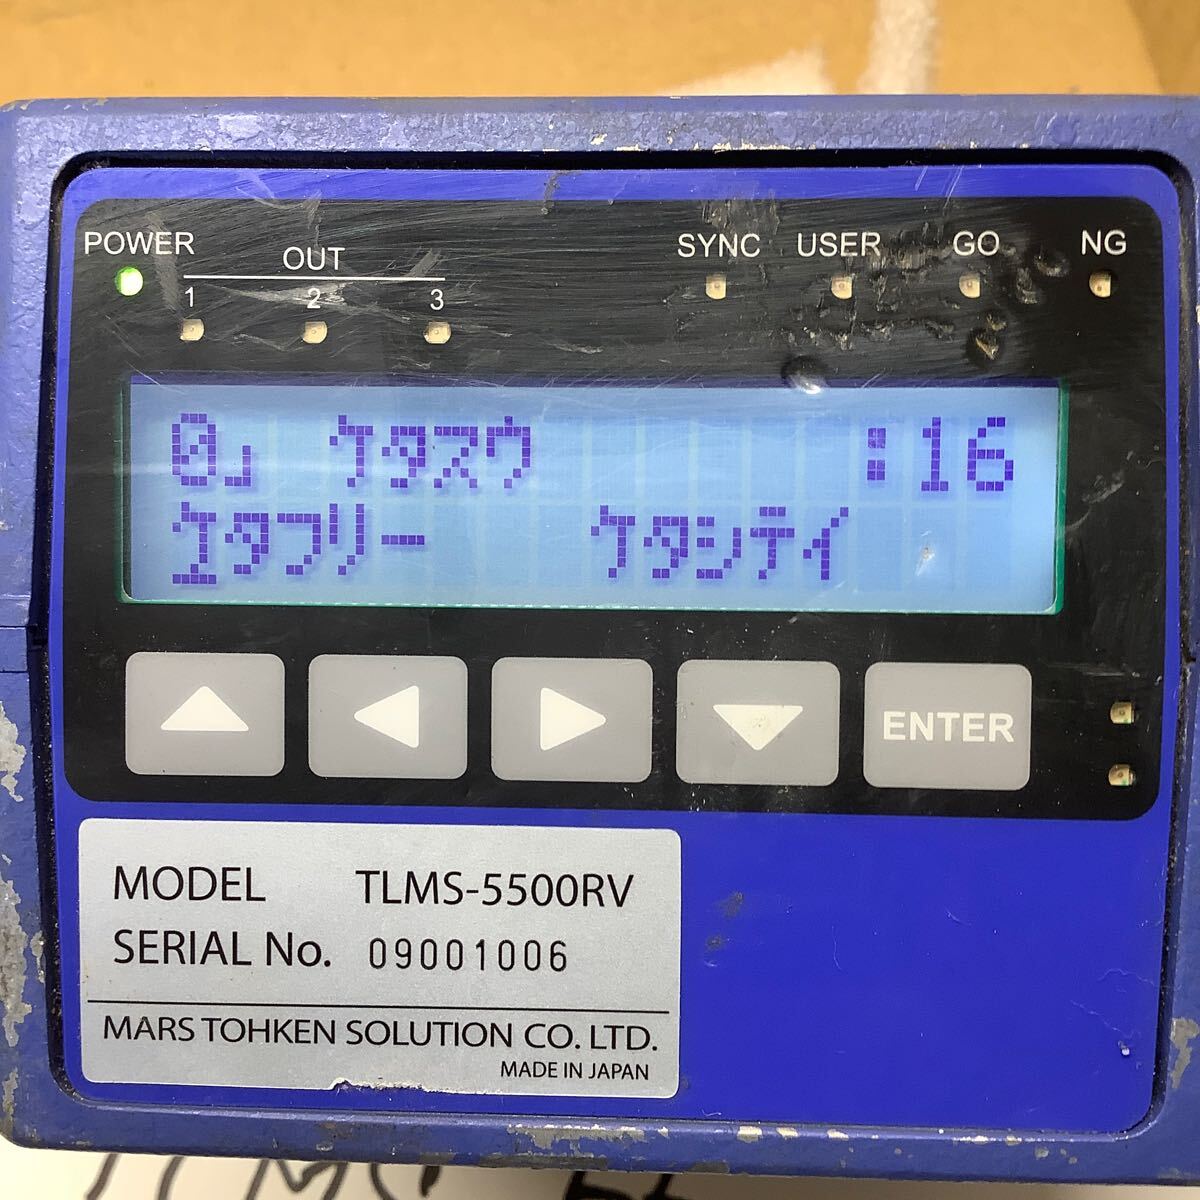 POWER
OUT
1 2 3
SYNC USER GO NG
0」 ケタスウ :16
ケタフリー ケタシテイ
ENTER
MODEL TLMS-5500RV
SERIAL No. 09001006
MARS TOHKEN SOLUTION CO. LTD.
MADE IN JAPAN